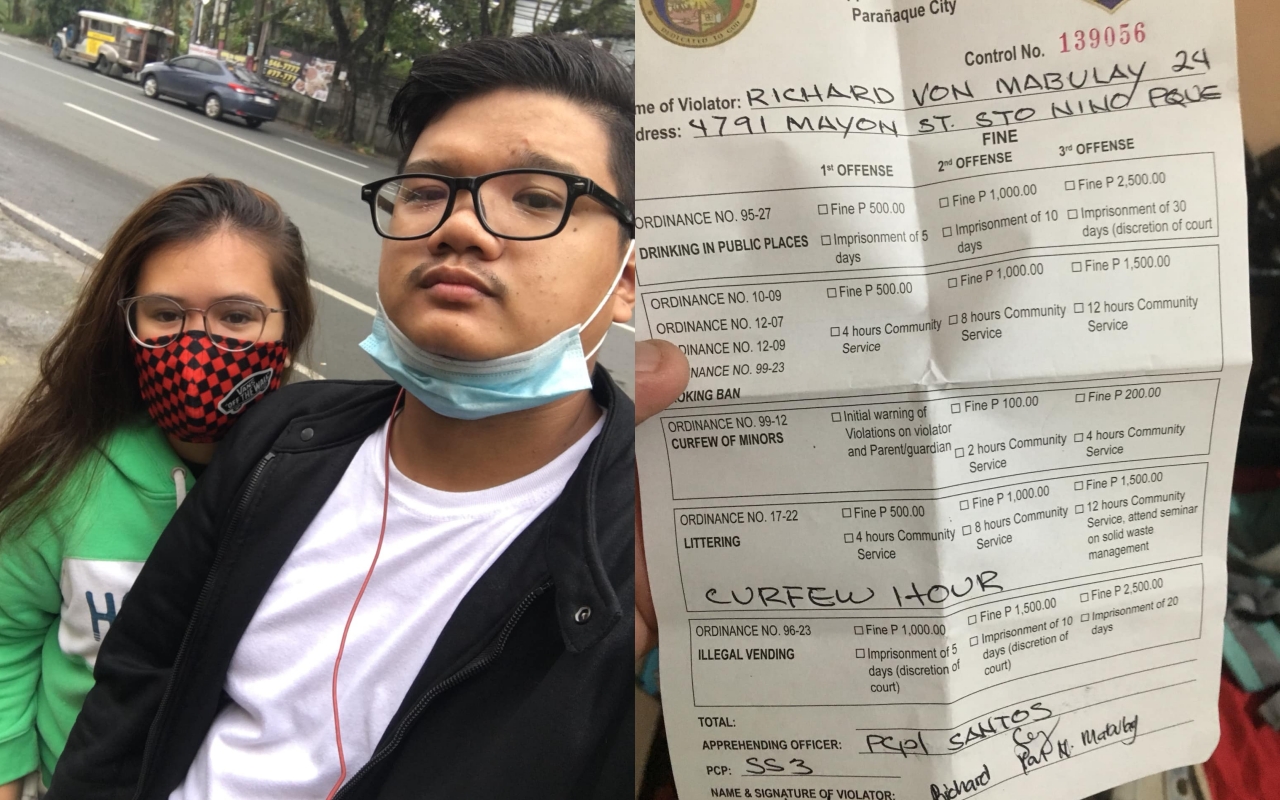 VANS
"OFF THE WALL"
H
DEDICATED TO GOD
Parañaque City
Control No. 139056
me of Violator: RICHARD VON MABULAY 24
dress: 4791 MAYON ST. STO NINO PQUE
FINE
1st OFFENSE 2nd OFFENSE 3rd OFFENSE
ORDINANCE NO. 95-27
DRINKING IN PUBLIC PLACES
☐ Fine P 500.00
☐ Imprisonment of 5
days
☐ Fine P 1,000.00
☐ Imprisonment of 10
days
☐ Fine P 2,500.00
☐ Imprisonment of 30
days (discretion of court
ORDINANCE NO. 10-09
ORDINANCE NO. 12-07
DINANCE NO. 12-09
NANCE NO. 99-23
OKING BAN
☐ Fine P 500.00
☐ 4 hours Community
Service
☐ Fine P 1,000.00
☐ 8 hours Community
Service
☐ Fine P 1,500.00
☐ 12 hours Community
Service
ORDINANCE NO. 99-12
CURFEW OF MINORS
☐ Initial warning of
Violations on violator
and Parent/guardian
☐ Fine P 100.00
☐ 2 hours Community
Service
☐ Fine P 200.00
☐ 4 hours Community
Service
ORDINANCE NO. 17-22
LITTERING
☐ Fine P 500.00
☐ 4 hours Community
Service
☐ Fine P 1,000.00
☐ 8 hours Community
Service
☐ Fine P 1,500.00
☐ 12 hours Community
Service, attend seminar
on solid waste
management
CURFEW HOUR
ORDINANCE NO. 96-23
ILLEGAL VENDING
☐ Fine P 1,000.00
☐ Imprisonment of 5
days (discretion of
court)
☐ Fine P 1,500.00
☐ Imprisonment of 10
days (discretion of
court)
☐ Fine P 2,500.00
☐ Imprisonment of 20
days
TOTAL:
APPREHENDING OFFICER: PCpl SANTOS
PCP: SS3
NAME & SIGNATURE OF VIOLATOR: Richard